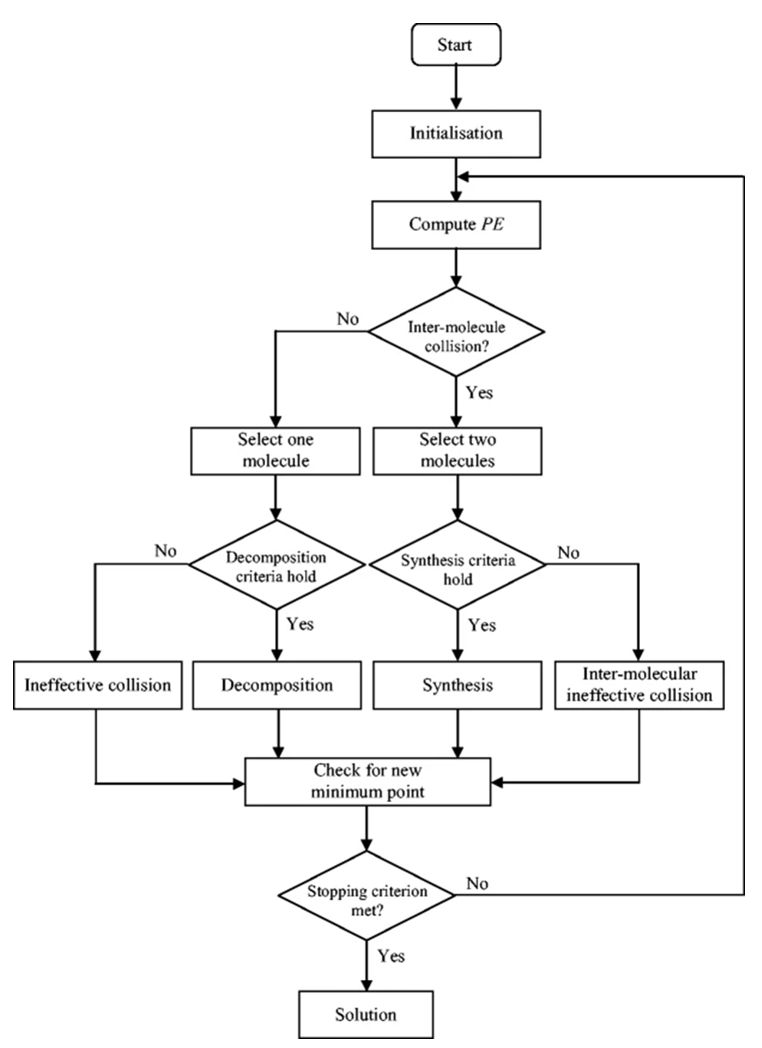 Start
Initialisation
Compute PE
Inter-molecule
collision?
No
Yes
Select one
molecule
Select two
molecules
No
Decomposition
criteria hold
Yes
Synthesis criteria
hold
No
Yes
Ineffective collision
Decomposition
Synthesis
Inter-molecular
ineffective collision
Check for new
minimum point
Stopping criterion
met?
No
Yes
Solution